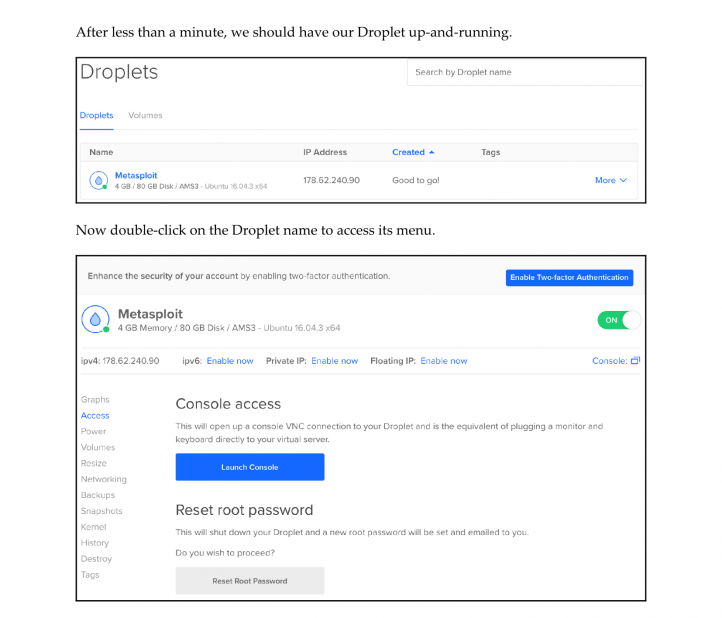 After less than a minute, we should have our Droplet up-and-running.
Droplets
Search by Droplet name
Droplets Volumes
Name IP Address Created Tags
Metasploit
4 GB / 80 GB Disk / AMS3 - Ubuntu 16.04.3 x64
178.62.240.90 Good to go! More
Now double-click on the Droplet name to access its menu.
Enhance the security of your account by enabling two-factor authentication. Enable Two-factor Authentication
Metasploit
4 GB Memory / 80 GB Disk / AMS3 - Ubuntu 16.04.3 x64
ON
ipv4: 178.62.240.90 ipv6: Enable now Private IP: Enable now Floating IP: Enable now Console:
Graphs
Access
Power
Volumes
Resize
Networking
Backups
Snapshots
Kernel
History
Destroy
Tags
Console access
This will open up a console VNC connection to your Droplet and is the equivalent of plugging a monitor and
keyboard directly to your virtual server.
Launch Console
Reset root password
This will shut down your Droplet and a new root password will be set and emailed to you.
Do you wish to proceed?
Reset Root Password